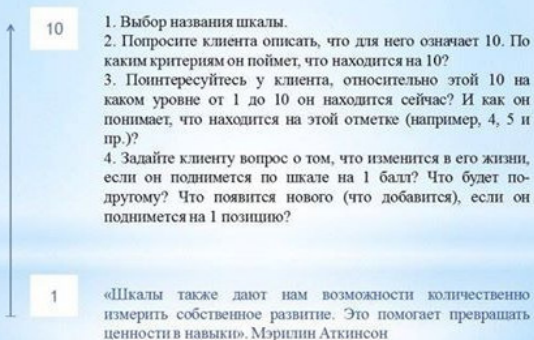 10
1. Выбор названия шкалы.
2. Попросите клиента описать, что для него означает 10. По
каким критериям он поймет, что находится на 10?
3. Поинтересуйтесь у клиента, относительно этой 10 на
каком уровне от 1 до 10 он находится сейчас? И как он
понимает, что находится на этой отметке (например, 4, 5 и
пр.)?
4. Задайте клиенту вопрос о том, что изменится в его жизни,
если он поднимется по шкале на 1 балл? Что будет по-
другому? Что появится нового (что добавится), если он
поднимется на 1 позицию?
1
«Шкалы также дают нам возможности количественно
измерить собственное развитие. Это помогает превращать
ценности в навыки». Мэрилин Аткинсон